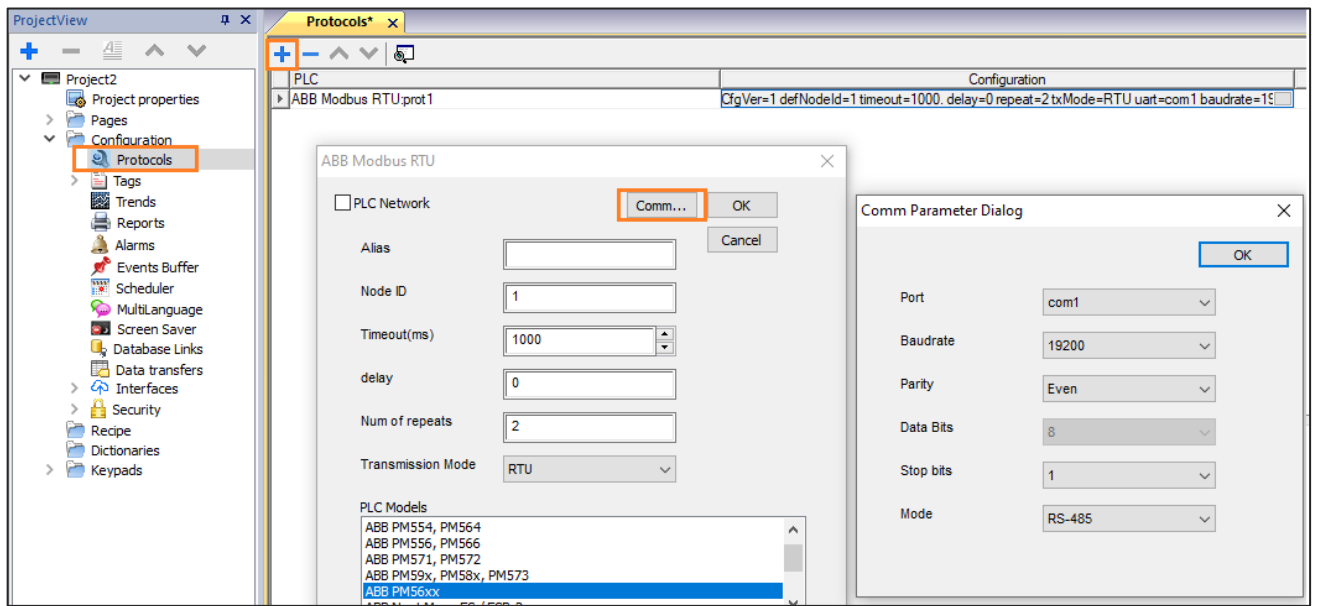 ProjectView
Project2
Project properties
Pages
Configuration
Protocols
Tags
Trends
Reports
Alarms
Events Buffer
Scheduler
MultiLanguage
Screen Saver
Database Links
Data transfers
Interfaces
Security
Recipe
Dictionaries
Keypads
Protocols*
PLC Configuration
ABB Modbus RTU:prot1 CfgVer=1 defNodeId=1 timeout=1000. delay=0 repeat=2 txMode=RTU uart=com1 baudrate=19
ABB Modbus RTU
PLC Network Comm... OK
Cancel
Alias
Node ID 1
Timeout(ms) 1000
delay 0
Num of repeats 2
Transmission Mode RTU
PLC Models
ABB PM554, PM564
ABB PM556, PM566
ABB PM571, PM572
ABB PM59x, PM58x, PM573
ABB PM56xx
Comm Parameter Dialog
OK
Port com1
Baudrate 19200
Parity Even
Data Bits 8
Stop bits 1
Mode RS-485